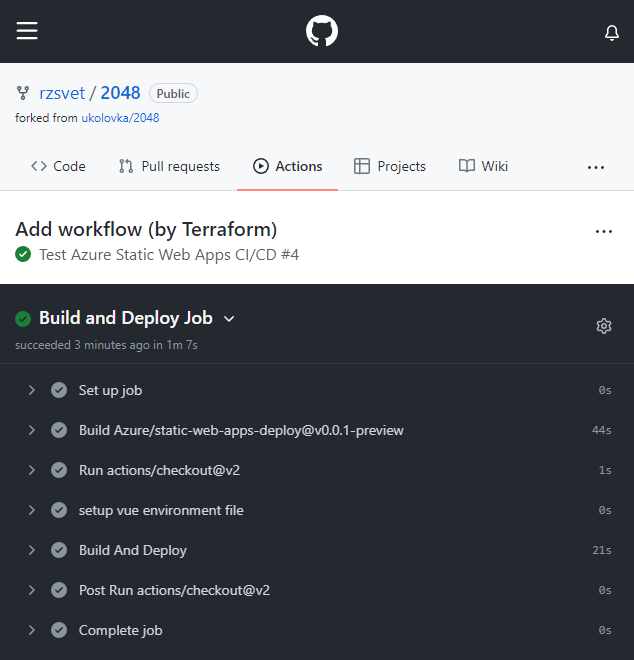 rzsvet / 2048 Public
forked from ukolovka/2048
Code Pull requests Actions Projects Wiki ...
Add workflow (by Terraform) ...
Test Azure Static Web Apps CI/CD #4
Build and Deploy Job
succeeded 3 minutes ago in 1m 7s
Set up job 0s
Build Azure/static-web-apps-deploy@v0.0.1-preview 44s
Run actions/checkout@v2 1s
setup vue environment file 0s
Build And Deploy 21s
Post Run actions/checkout@v2 0s
Complete job 0s